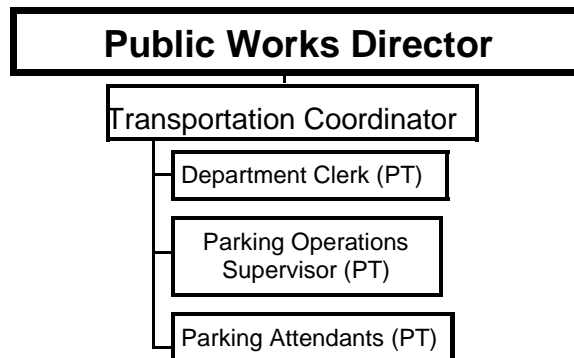 Public Works Director
Transportation Coordinator
Department Clerk (PT)
Parking Operations
Supervisor (PT)
Parking Attendants (PT)